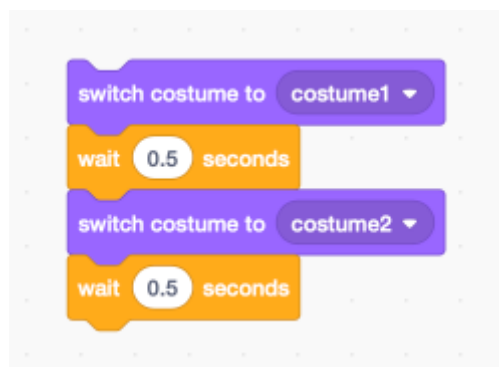 switch costume to costume1
wait 0.5 seconds
switch costume to costume2
wait 0.5 seconds